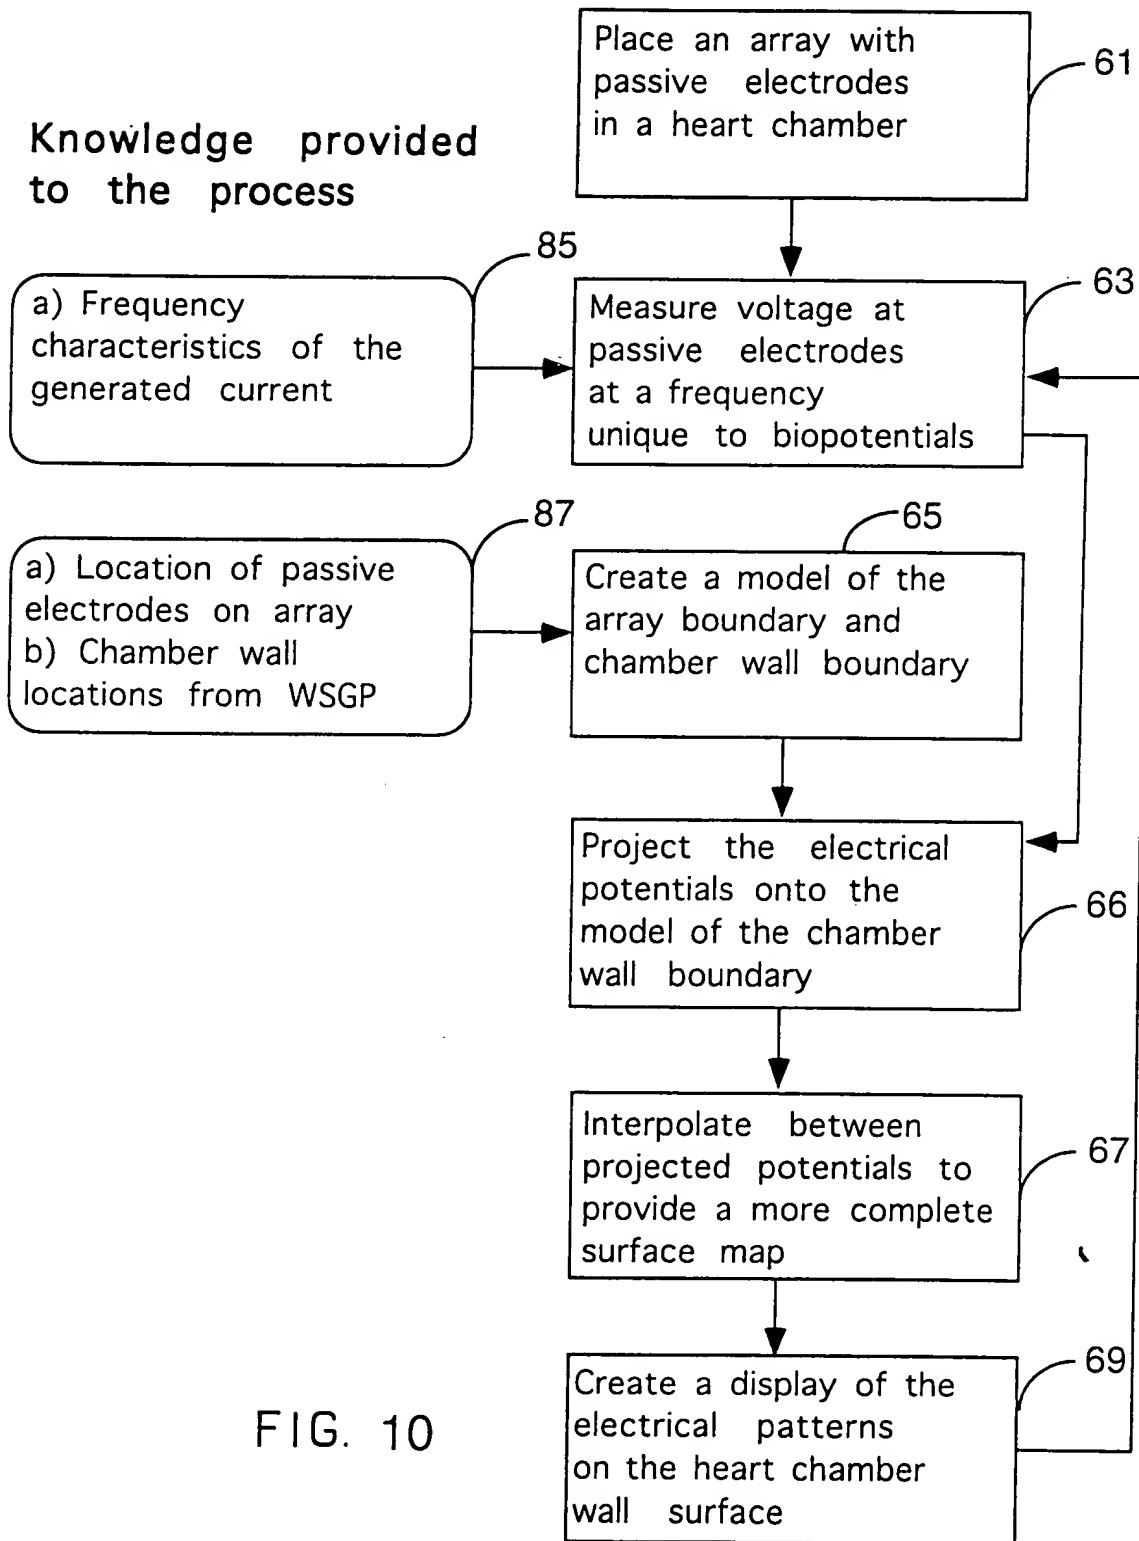 Place an array with
passive electrodes
in a heart chamber
61
Knowledge provided
to the process
85
a) Frequency
characteristics of the
generated current
63
Measure voltage at
passive electrodes
at a frequency
unique to biopotentials
87
a) Location of passive
electrodes on array
b) Chamber wall
locations from WSGP
65
Create a model of the
array boundary and
chamber wall boundary
Project the electrical
potentials onto the
model of the chamber
wall boundary
66
Interpolate between
projected potentials to
provide a more complete
surface map
67
Create a display of the
electrical patterns
on the heart chamber
wall surface
69
FIG. 10